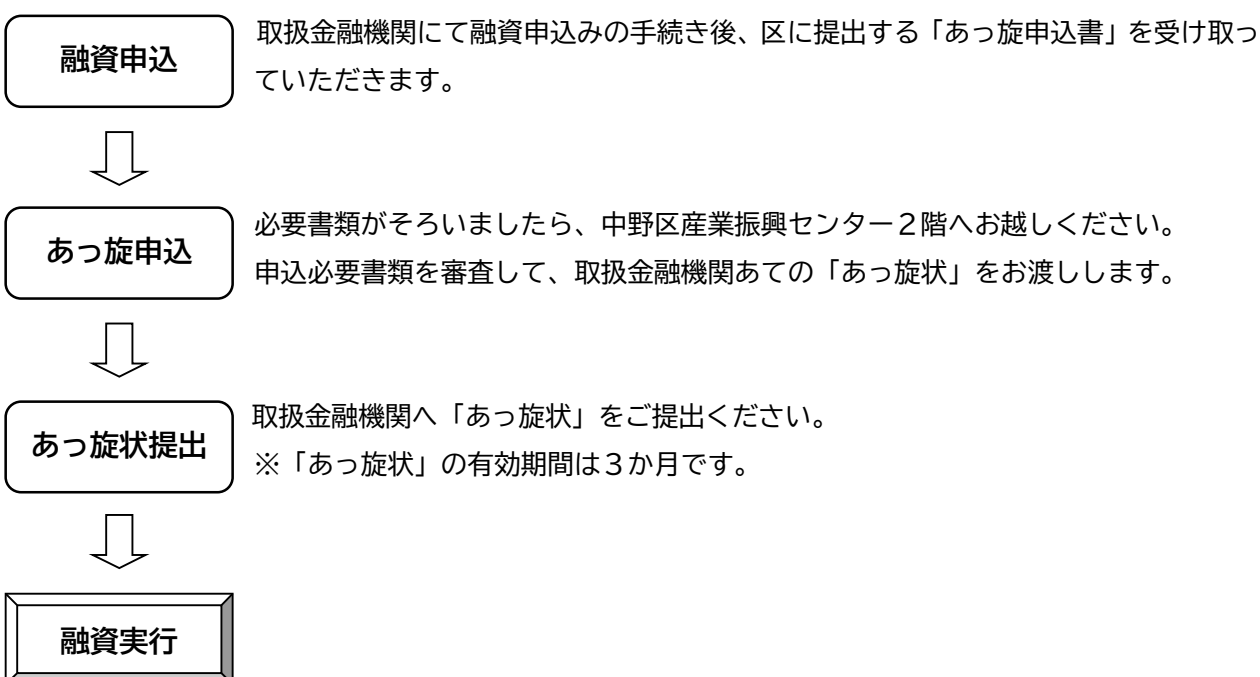 融資申込
取扱金融機関にて融資申込みの手続き後、区に提出する「あっ旋申込書」を受け取っ
ていただきます。
あっ旋申込
必要書類がそろいましたら、中野区産業振興センター２階へお越しください。
申込必要書類を審査して、取扱金融機関あての「あっ旋状」をお渡しします。
あっ旋状提出
取扱金融機関へ「あっ旋状」をご提出ください。
※「あっ旋状」の有効期間は３か月です。
融資実行